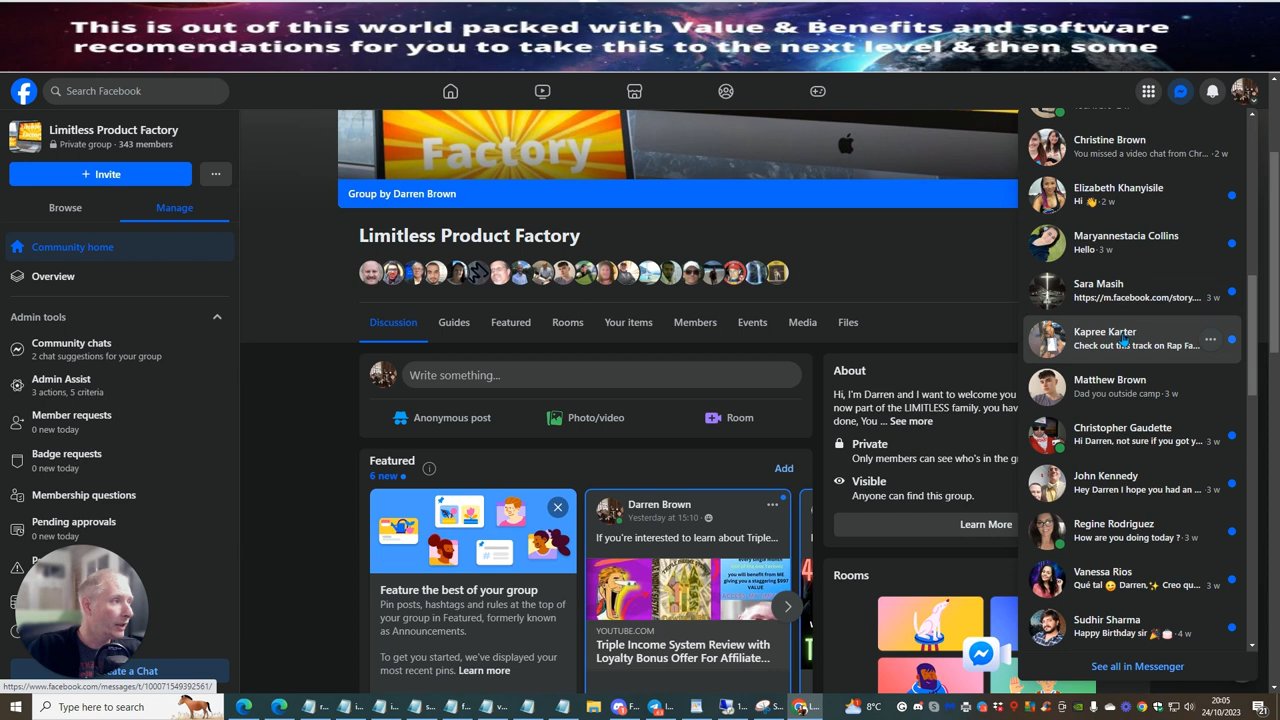 This is out of this world packed with Value & Benefits and software
recomendations for you to take this to the next level & then some
Search Facebook
Limitless Product Factory
Private group · 343 members
+ Invite
Browse
Manage
Community home
Overview
Admin tools
Community chats
2 chat suggestions for your group
Admin Assist
3 actions, 5 criteria
Member requests
0 new today
Badge requests
0 new today
Membership questions
Pending approvals
0 new today
Create a Chat
https://www.facebook.com/messages/t/100071549392561/
Factory
Group by Darren Brown
Limitless Product Factory
Discussion
Guides
Featured
Rooms
Your items
Members
Events
Media
Files
Write something...
Anonymous post
Photo/video
Room
Featured
6 new
Add
Feature the best of your group
Pin posts, hashtags and rules at the top of
your group in Featured, formerly known
as Announcements.
To get you started, we've displayed your
most recent pins. Learn more
Darren Brown
Yesterday at 15:10
If you're interested to learn about Triple...
you will benefit from ME
giving you a staggering $997
VALUE
YOUTUBE.COM
Triple Income System Review with
Loyalty Bonus Offer For Affiliate...
About
Hi, I'm Darren and I want to welcome you
now part of the LIMITLESS family. you have
done, You ... See more
Private
Only members can see who's in the
Visible
Anyone can find this group.
Learn More
Rooms
Christine Brown
You missed a video chat from Chr... · 2 w
Elizabeth Khanyisile
Hi 👋 · 2 w
Maryannestacia Collins
Hello · 3 w
Sara Masih
https://m.facebook.com/story.... 3 w
Kapree Karter
Check out this track on Rap Fa...
Matthew Brown
Dad you outside camp · 3 w
Christopher Gaudette
Hi Darren, not sure if you got y... 3 w
John Kennedy
Hey Darren I hope you had an ... · 3 w
Regine Rodriguez
How are you doing today ? · 3 w
Vanessa Rios
Qué tal 😊 Darren,✨ Creo qu... 3 w
Sudhir Sharma
Happy Birthday sir 🎉🎂 · 4 w
See all in Messenger
Type here to search
8°C
20:05
24/10/2023